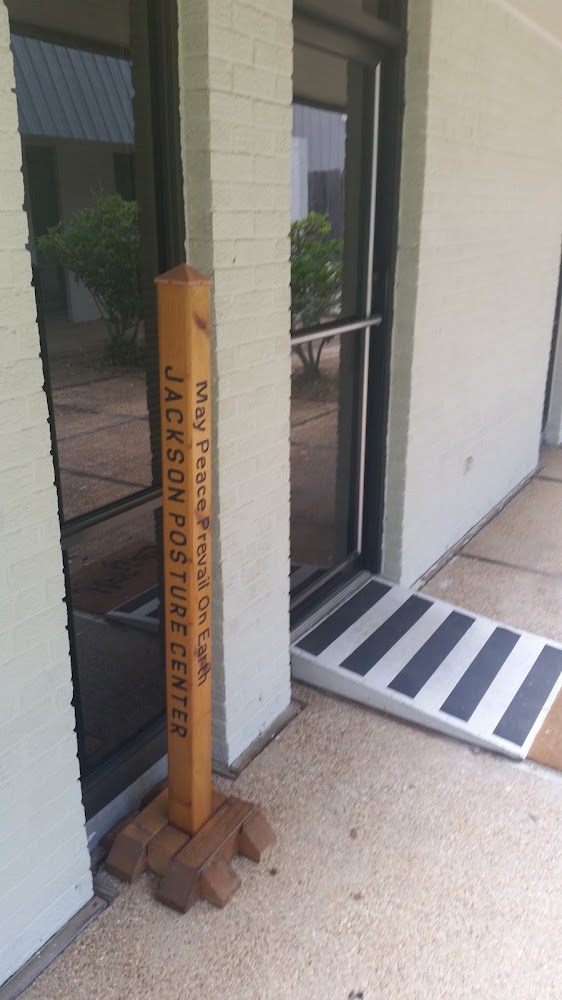 JACKSON POSTURE CENTER
May Peace Prevail On Earth